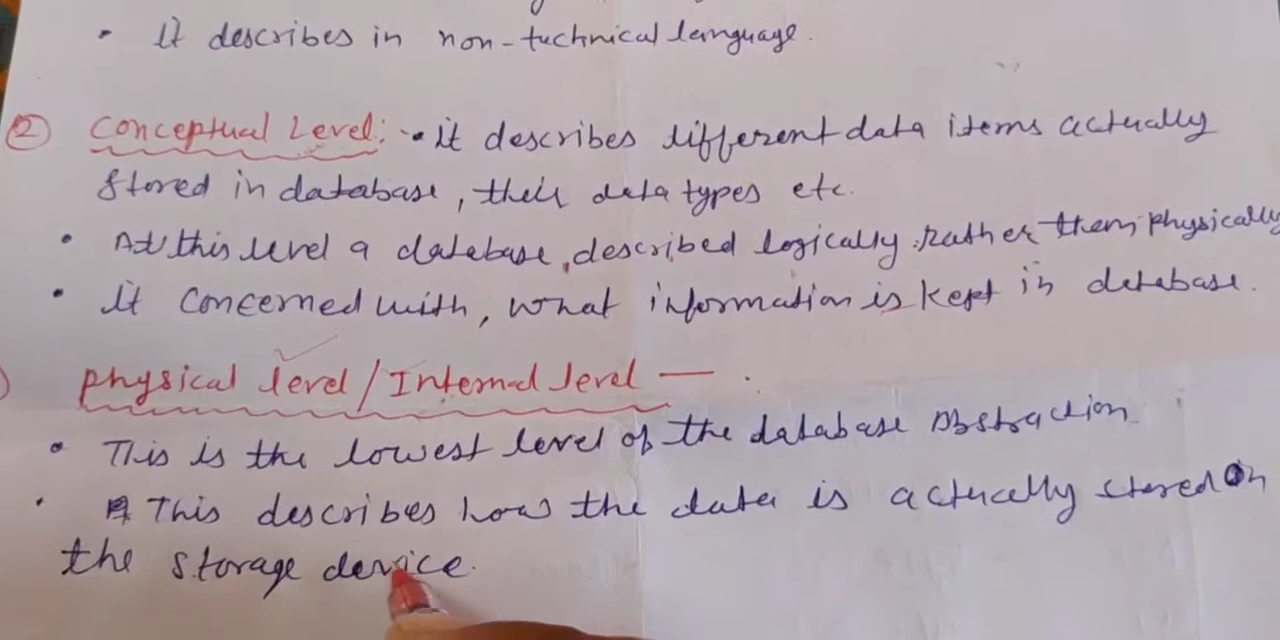 • It describes in non-technical language.
② Conceptual Level: - • it describes different data items actually
stored in database, their data types etc.
• At this level a database, described logically rather them physically
• it concerned with, what information is kept in database.
) Physical level / Internal level — .
• This is the lowest level of the database Abstraction
• This describes how the data is actually stored on
the storage device.